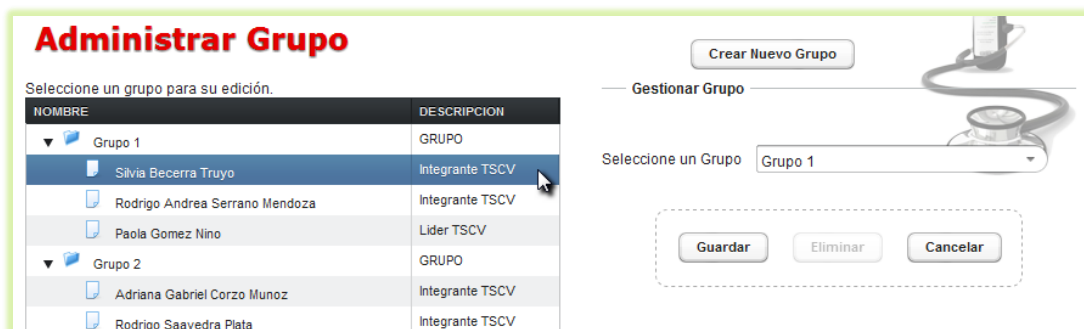 Administrar Grupo
Crear Nuevo Grupo
Seleccione un grupo para su edición.
Gestionar Grupo
NOMBRE DESCRIPCION
Grupo 1 GRUPO
Silvia Becerra Truyo Integrante TSCV
Seleccione un Grupo Grupo 1
Rodrigo Andrea Serrano Mendoza Integrante TSCV
Paola Gomez Nino Lider TSCV
Guardar Eliminar Cancelar
Grupo 2 GRUPO
Adriana Gabriel Corzo Munoz Integrante TSCV
Rodrigo Saavedra Plata Integrante TSCV